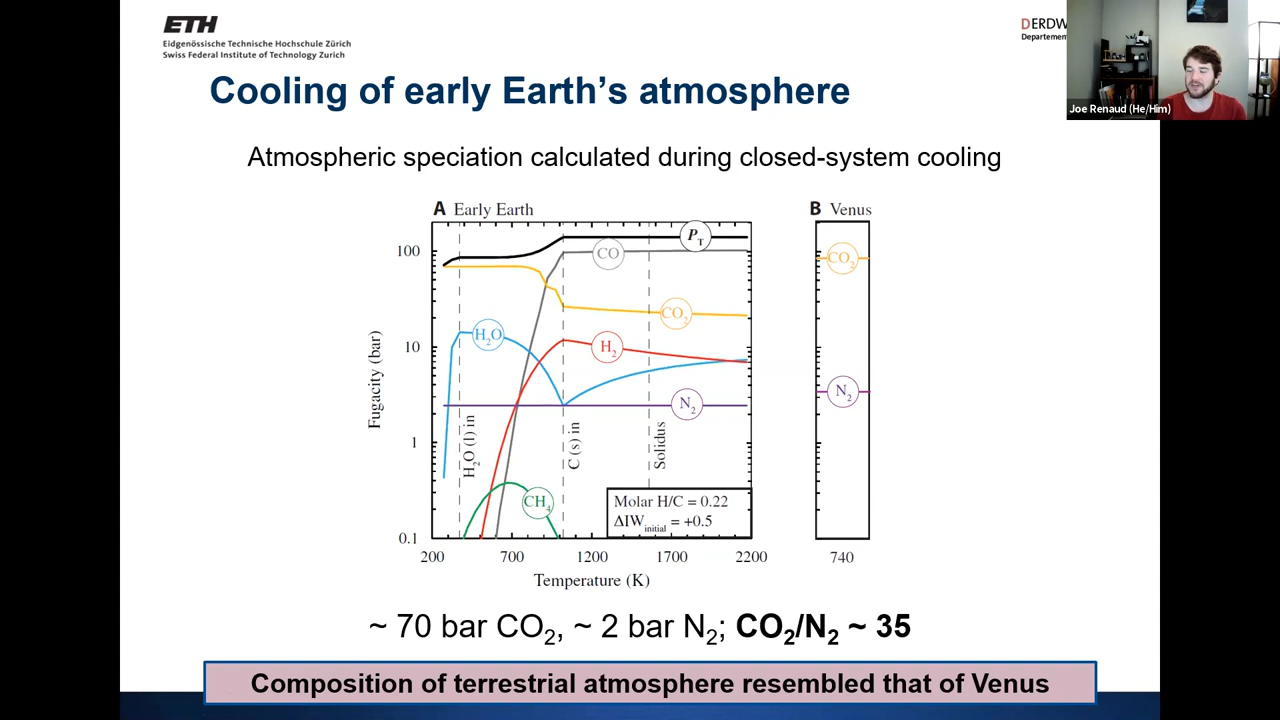 ETH
Eidgenössische Technische Hochschule Zürich
Swiss Federal Institute of Technology Zurich
DERDW
Departement
Joe Renaud (He/Him)
Cooling of early Earth's atmosphere
Atmospheric speciation calculated during closed-system cooling
A Early Earth
B Venus
Fugacity (bar)
100
10
1
0.1
P_T
CO
CO₂
H₂O
H₂
N₂
CH₄
H₂O (l) in
C (s) in
Solidus
Molar H/C = 0.22
ΔIW_initial = +0.5
200 700 1200 1700 2200
Temperature (K)
CO₂
N₂
740
~ 70 bar CO₂, ~ 2 bar N₂; CO₂/N₂ ~ 35
Composition of terrestrial atmosphere resembled that of Venus